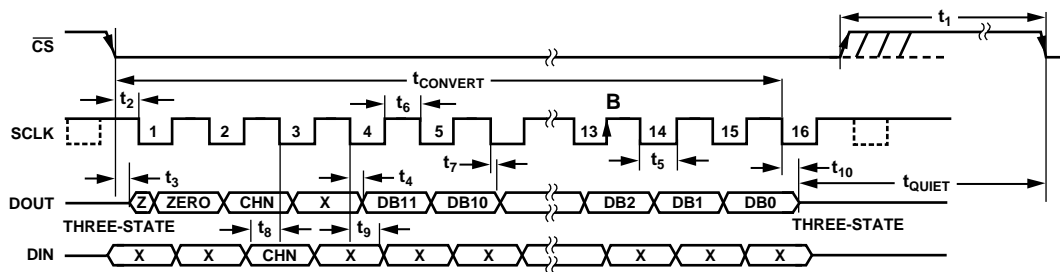 t1
CS
tCONVERT
t2
t6
B
SCLK
1 2 3 4 5 13 14 15 16
t3
t4
t7
t5
t10
tQUIET
DOUT
Z ZERO CHN X DB11 DB10 DB2 DB1 DB0
THREE-STATE
THREE-STATE
t8
t9
DIN
X X CHN X X X X X X